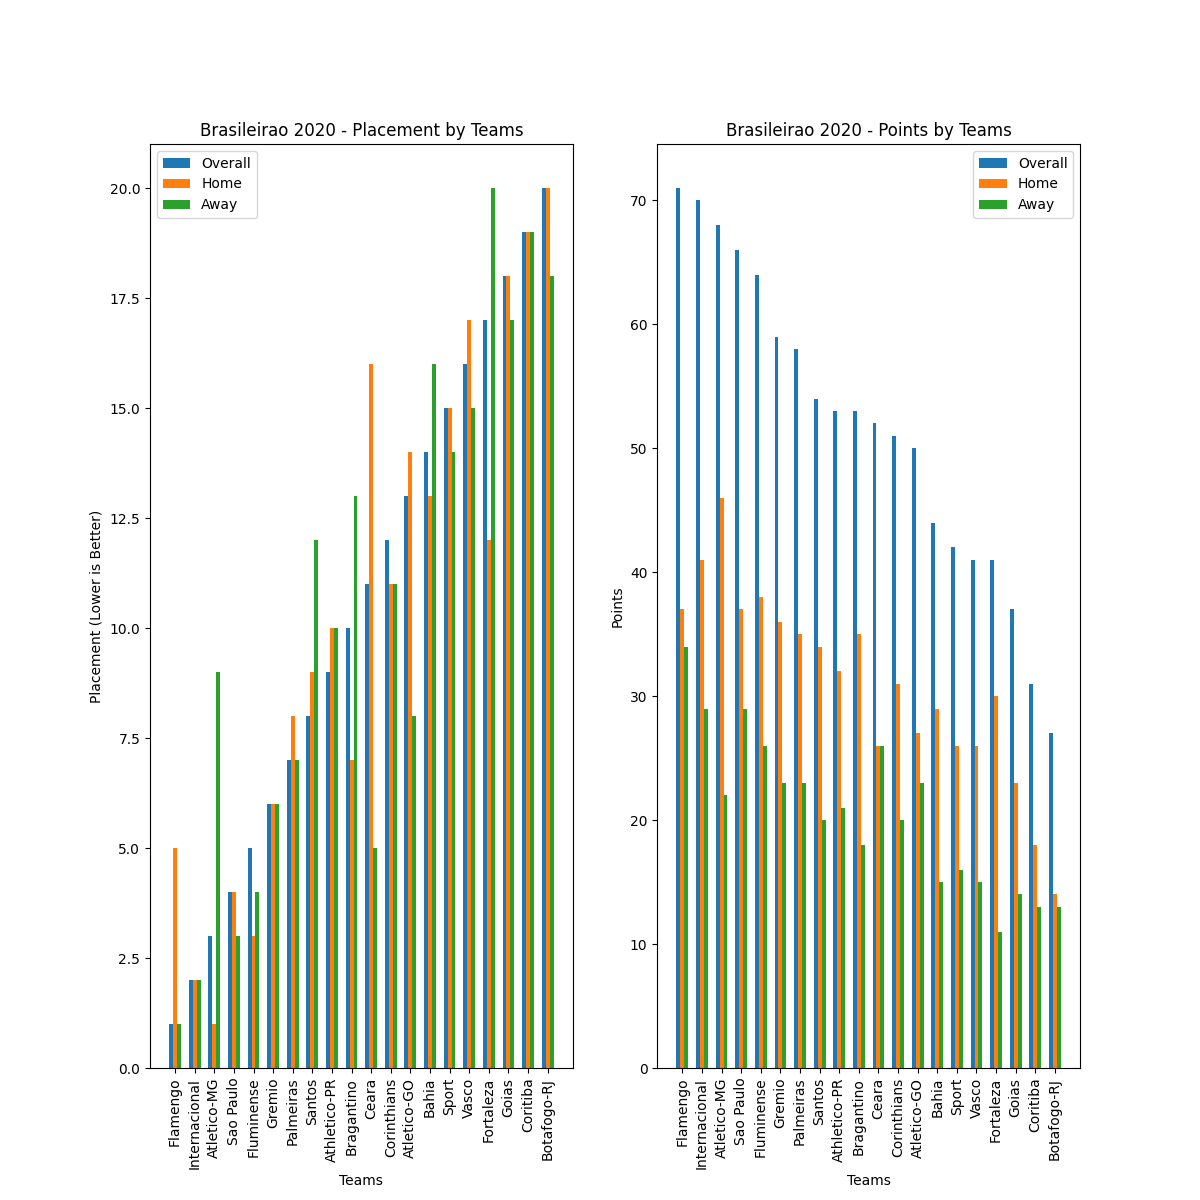 Brasileirao 2020 - Placement by Teams
Overall
Home
Away
20.0
17.5
15.0
12.5
10.0
7.5
5.0
2.5
0.0
Placement (Lower is Better)
Flamengo
Internacional
Atletico-MG
Sao Paulo
Fluminense
Gremio
Palmeiras
Santos
Athletico-PR
Bragantino
Ceara
Corinthians
Atletico-GO
Bahia
Sport
Vasco
Fortaleza
Goias
Coritiba
Botafogo-RJ
Teams
Brasileirao 2020 - Points by Teams
Overall
Home
Away
70
60
50
40
30
20
10
0
Points
Flamengo
Internacional
Atletico-MG
Sao Paulo
Fluminense
Gremio
Palmeiras
Santos
Athletico-PR
Bragantino
Ceara
Corinthians
Atletico-GO
Bahia
Sport
Vasco
Fortaleza
Goias
Coritiba
Botafogo-RJ
Teams